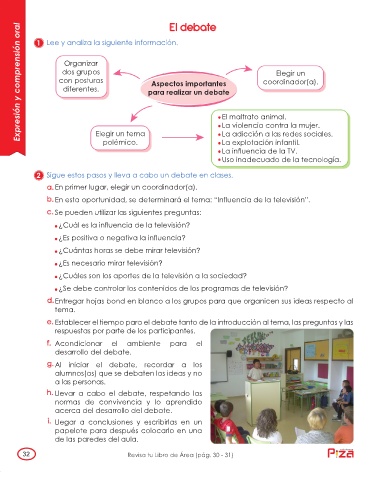 El debate
Expresión y comprensión oral
1 Lee y analiza la siguiente información.
Organizar
dos grupos
con posturas
diferentes.
Aspectos importantes
para realizar un debate
Elegir un
coordinador(a).
Elegir un tema
polémico.
• El maltrato animal.
• La violencia contra la mujer.
• La adicción a las redes sociales.
• La explotación infantil.
• La influencia de la TV.
• Uso inadecuado de la tecnología.
2 Sigue estos pasos y lleva a cabo un debate en clases.
a. En primer lugar, elegir un coordinador(a).
b. En esta oportunidad, se determinará el tema: “Influencia de la televisión”.
c. Se pueden utilizar las siguientes preguntas:
• ¿Cuál es la influencia de la televisión?
• ¿Es positiva o negativa la influencia?
• ¿Cuántas horas se debe mirar televisión?
• ¿Es necesario mirar televisión?
• ¿Cuáles son los aportes de la televisión a la sociedad?
• ¿Se debe controlar los contenidos de los programas de televisión?
d. Entregar hojas bond en blanco a los grupos para que organicen sus ideas respecto al
tema.
e. Establecer el tiempo para el debate tanto de la introducción al tema, las preguntas y las
respuestas por parte de los participantes.
f. Acondicionar el ambiente para el
desarrollo del debate.
g. Al iniciar el debate, recordar a los
alumnos(as) que se debaten las ideas y no
a las personas.
h. Llevar a cabo el debate, respetando las
normas de convivencia y lo aprendido
acerca del desarrollo del debate.
i. Llegar a conclusiones y escribirlas en un
papelote para después colocarlo en uno
de las paredes del aula.
32
Revisa tu Libro de Área (pág. 30 - 31)